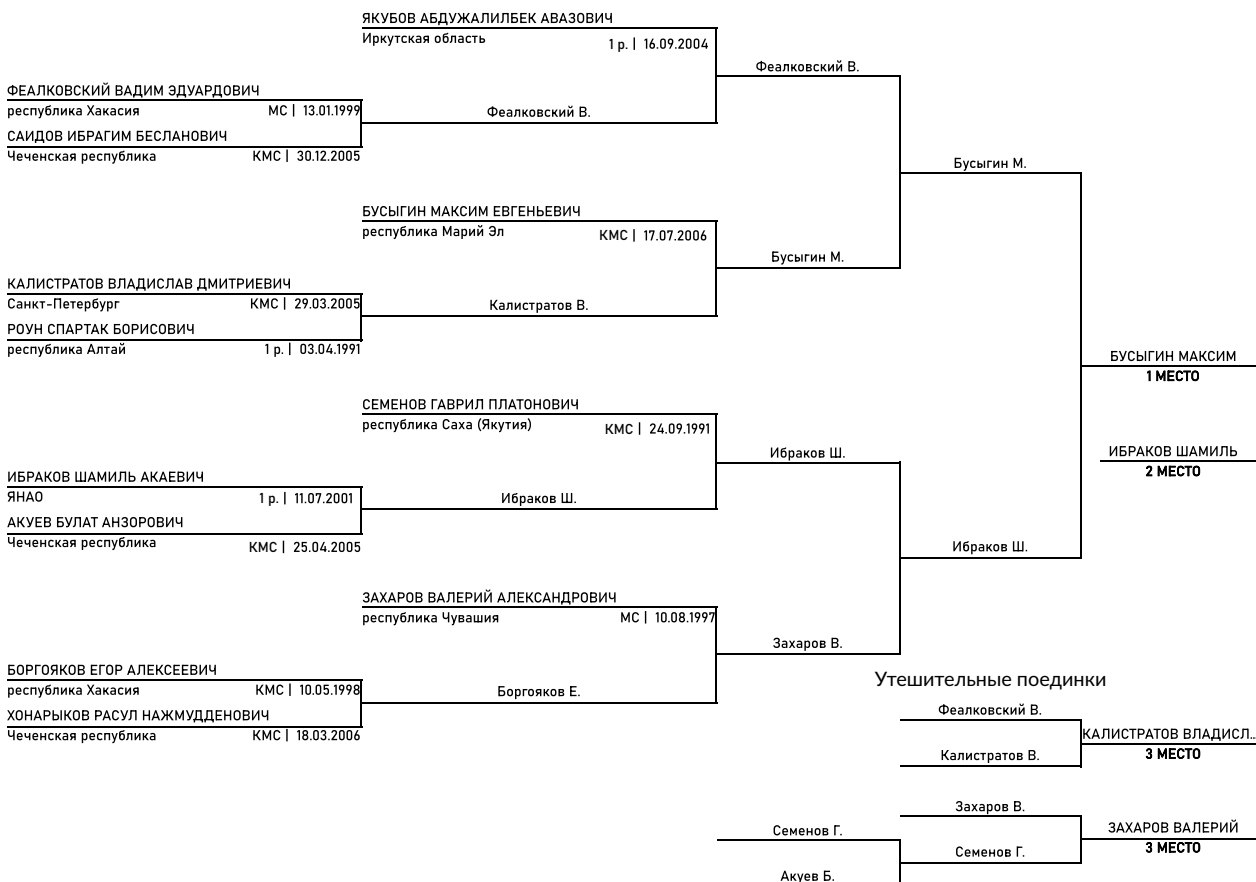 ЯКУБОВ АБДУЖАЛИЛБЕК АВАЗОВИЧ
Иркутская область 1 р. | 16.09.2004
Феалковский В.
ФЕАЛКОВСКИЙ ВАДИМ ЭДУАРДОВИЧ
республика Хакасия МС | 13.01.1999
Феалковский В.
САИДОВ ИБРАГИМ БЕСЛАНОВИЧ
Чеченская республика КМС | 30.12.2005
Бусыгин М.
БУСЫГИН МАКСИМ ЕВГЕНЬЕВИЧ
республика Марий Эл КМС | 17.07.2006
Бусыгин М.
КАЛИСТРАТОВ ВЛАДИСЛАВ ДМИТРИЕВИЧ
Санкт-Петербург КМС | 29.03.2005
Калистратов В.
РОУН СПАРТАК БОРИСОВИЧ
республика Алтай 1 р. | 03.04.1991
БУСЫГИН МАКСИМ
1 МЕСТО
СЕМЕНОВ ГАВРИЛ ПЛАТОНОВИЧ
республика Саха (Якутия) КМС | 24.09.1991
Ибраков Ш.
ИБРАКОВ ШАМИЛЬ
2 МЕСТО
ИБРАКОВ ШАМИЛЬ АКАЕВИЧ
ЯНАО 1 р. | 11.07.2001
Ибраков Ш.
АКУЕВ БУЛАТ АНЗОРОВИЧ
Чеченская республика КМС | 25.04.2005
Ибраков Ш.
ЗАХАРОВ ВАЛЕРИЙ АЛЕКСАНДРОВИЧ
республика Чувашия МС | 10.08.1997
Захаров В.
БОРГОЯКОВ ЕГОР АЛЕКСЕЕВИЧ
республика Хакасия КМС | 10.05.1998
Боргояков Е.
ХОНАРЫКОВ РАСУЛ НАЖМУДДЕНОВИЧ
Чеченская республика КМС | 18.03.2006
Утешительные поединки
Феалковский В.
КАЛИСТРАТОВ ВЛАДИСЛ...
3 МЕСТО
Калистратов В.
Захаров В.
ЗАХАРОВ ВАЛЕРИЙ
3 МЕСТО
Семенов Г.
Семенов Г.
Акуев Б.